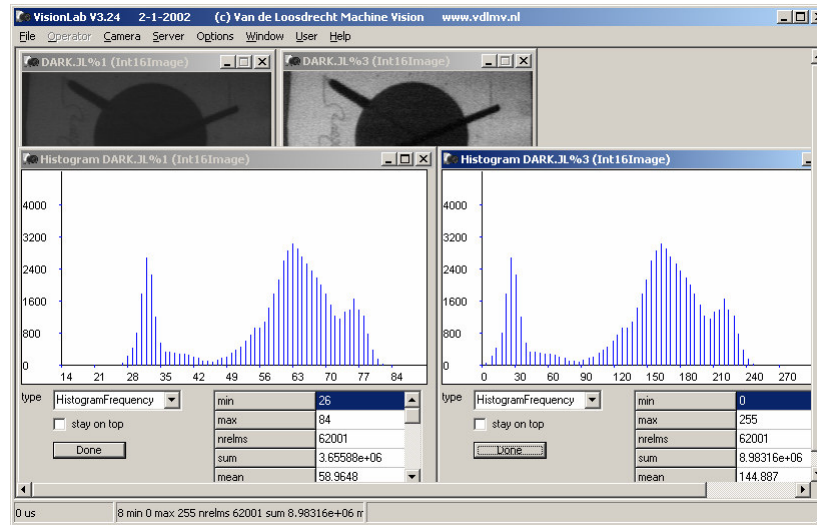 VisionLab V3.24 2-1-2002 (c) Van de Loosdrecht Machine Vision www.vdlmv.nl
File Operator Camera Server Options Window User Help
DARK.JL%1 (Int16Image)
DARK.JL%3 (Int16Image)
Histogram DARK.JL%1 (Int16Image)
4000
3200
2400
1600
800
0
14 21 28 35 42 49 56 63 70 77 84
type HistogramFrequency
stay on top
Done
min 26
max 84
nrelms 62001
sum 3.65588e+06
mean 58.9648
Histogram DARK.JL%3 (Int16Image)
4000
3200
2400
1600
800
0
0 30 60 90 120 150 180 210 240 270
type HistogramFrequency
stay on top
Done
min 0
max 255
nrelms 62001
sum 8.98316e+06
mean 144.887
0 us
8 min 0 max 255 nrelms 62001 sum 8.98316e+06 m